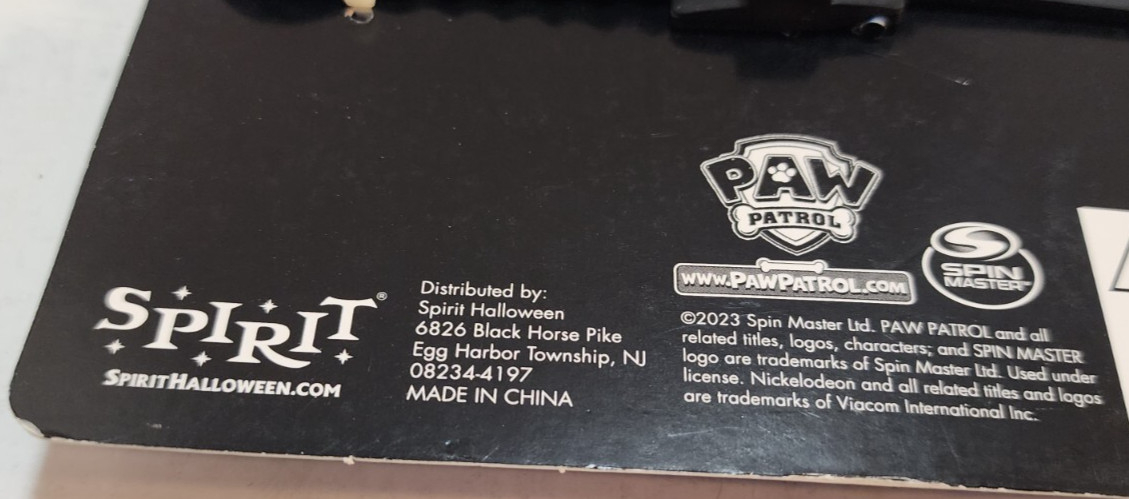 SPIRIT®
SPIRITHALLOWEEN.COM
Distributed by:
Spirit Halloween
6826 Black Horse Pike
Egg Harbor Township, NJ
08234-4197
MADE IN CHINA
PAW
PATROL
WWW.PAWPATROL.COM
SPIN
MASTER™
©2023 Spin Master Ltd. PAW PATROL and all
related titles, logos, characters; and SPIN MASTER
logo are trademarks of Spin Master Ltd. Used under
license. Nickelodeon and all related titles and logos
are trademarks of Viacom International Inc.